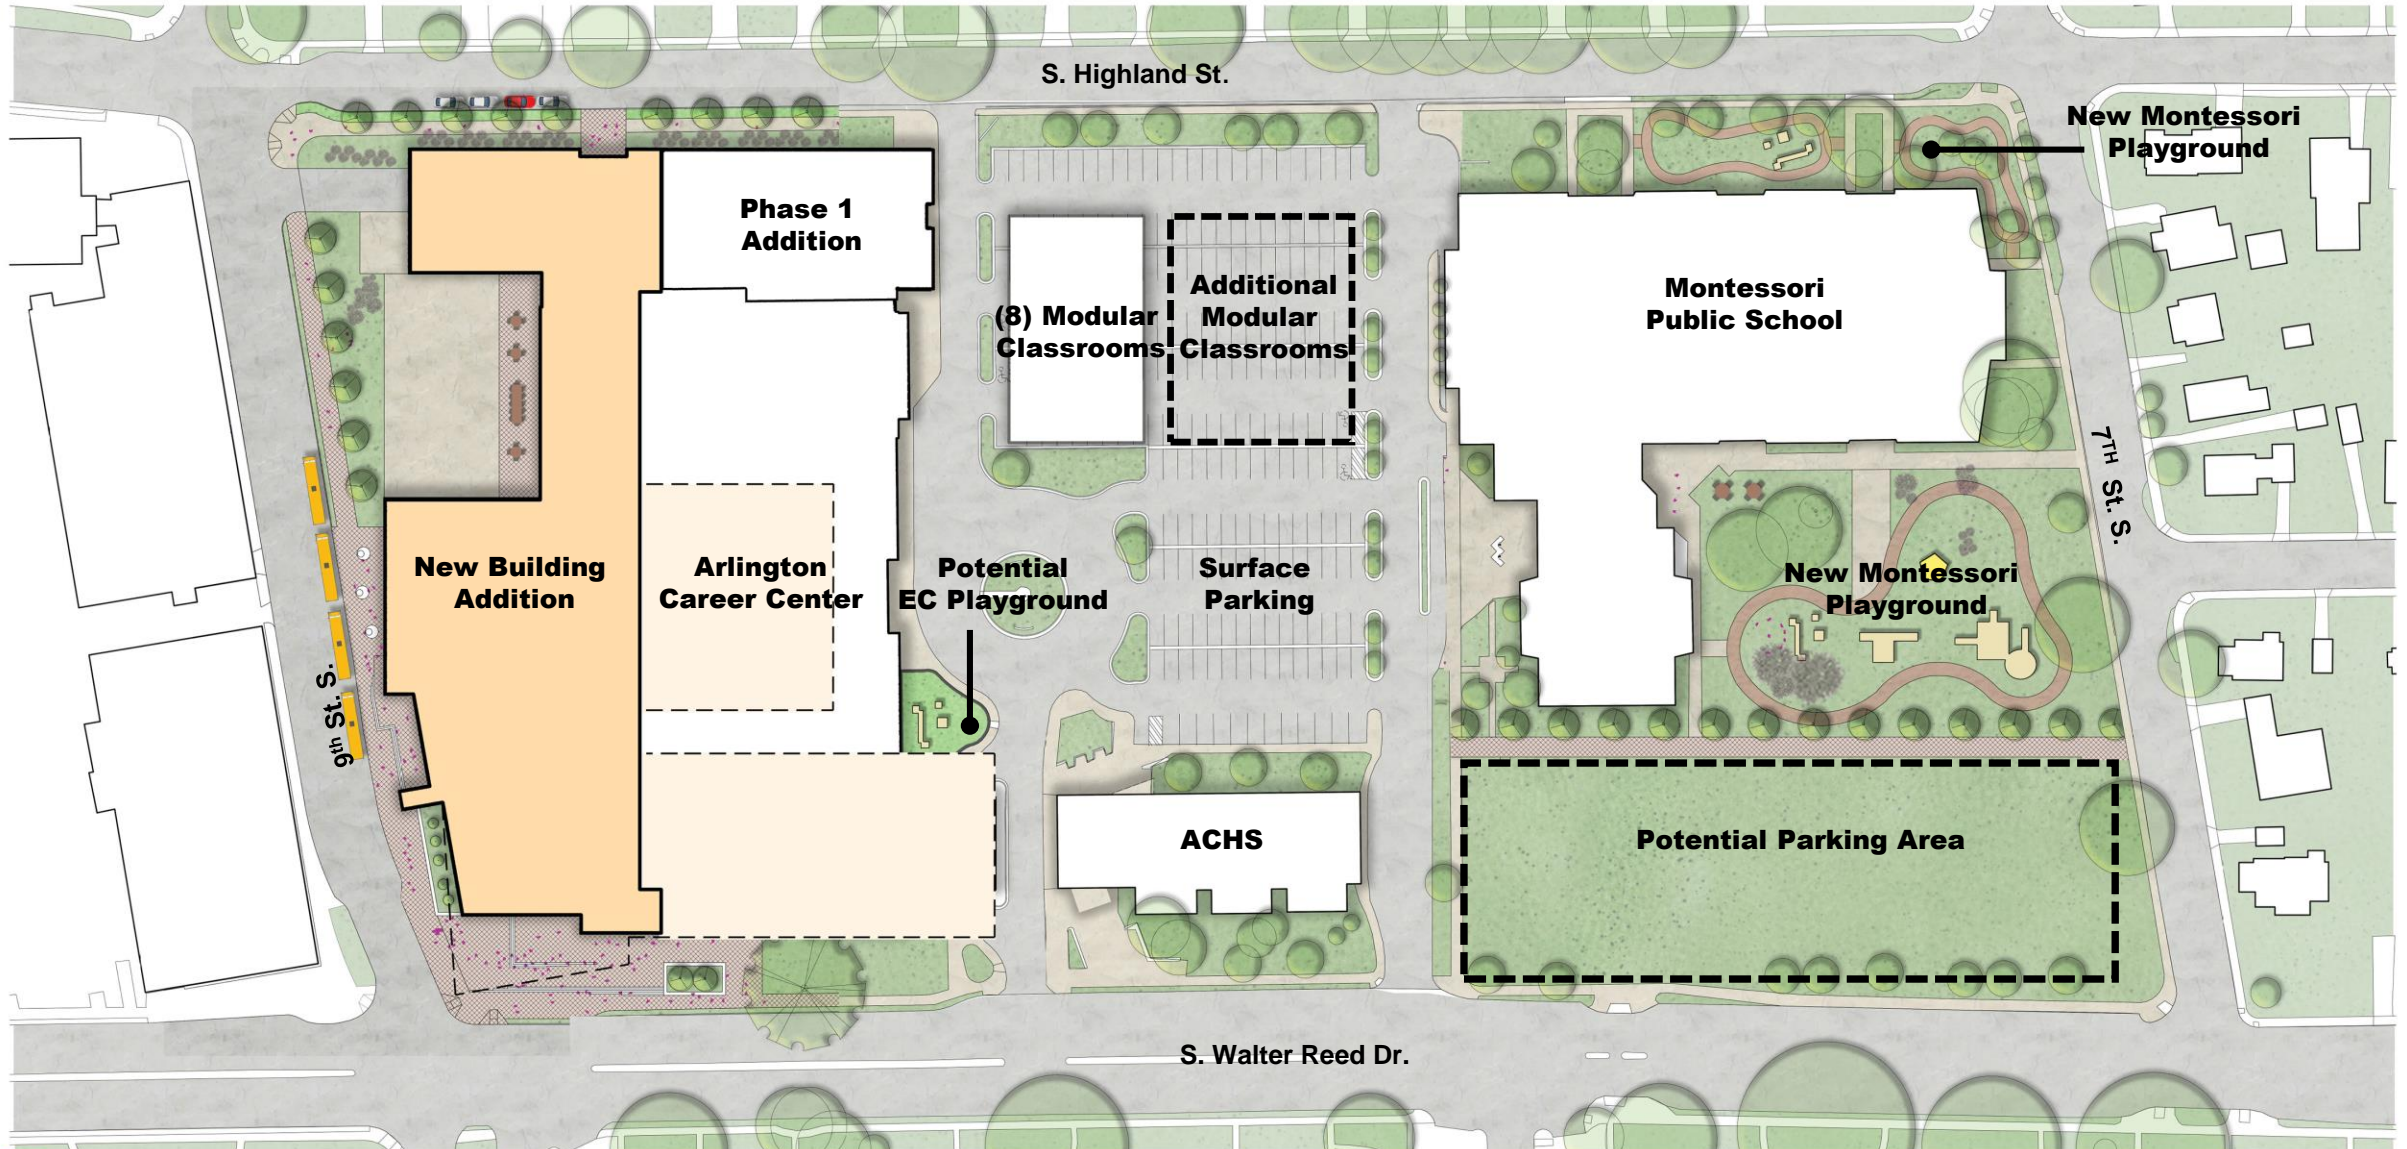 S. Highland St.
New Montessori
Playground
Phase 1
Addition
(8) Modular
Classrooms
Additional
Modular
Classrooms
Montessori
Public School
7TH St. S.
New Building
Addition
Arlington
Career Center
Potential
EC Playground
Surface
Parking
New Montessori
Playground
9th St. S.
ACHS
Potential Parking Area
S. Walter Reed Dr.